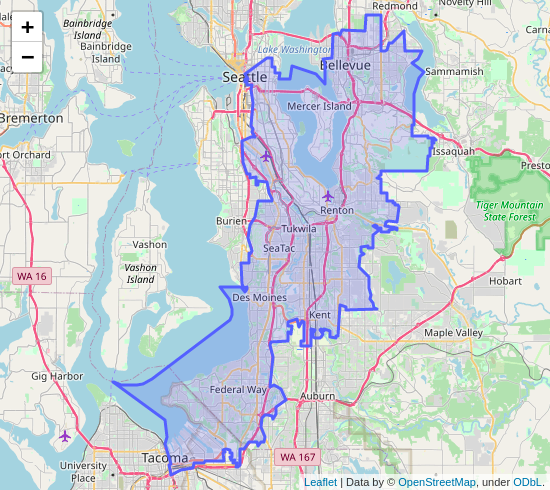 Redmond
Novelty Hill
+
−
Bainbridge
Island
Bainbridge
Island
Lake Washington
Carna
Bellevue
Seattle
Sammamish
Mercer Island
Bremerton
ort Orchard
Issaquah
Presto
Tiger Mountain
State Forest
Renton
Burien
Tukwila
Vashon
SeaTac
Vashon
Island
WA 16
Hobart
Des Moines
Kent
Maple Valley
Gig Harbor
Federal Way
Auburn
Tacoma
WA 167
University
Place
Leaflet | Data by © OpenStreetMap, under ODbL.